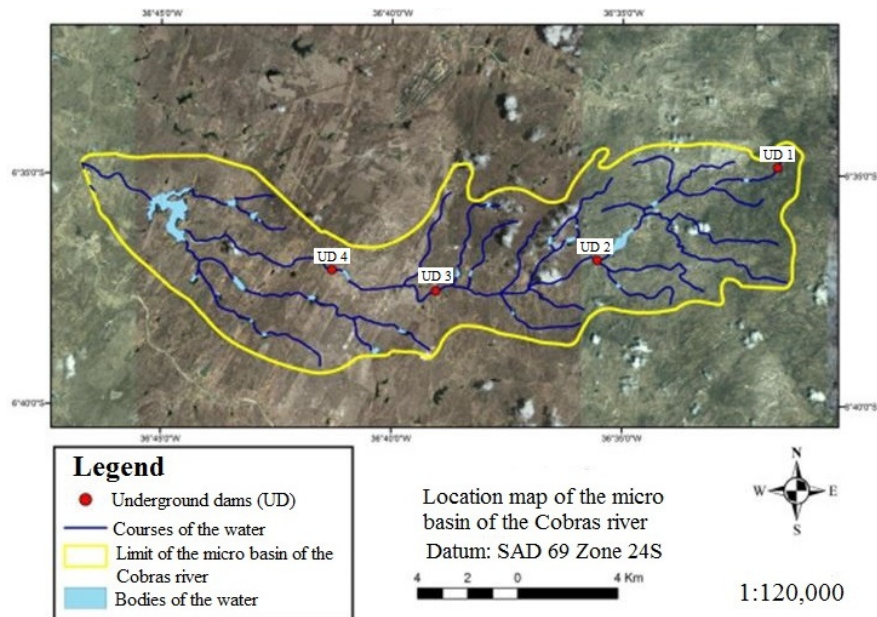 36°45'0"W 36°40'0"W 36°35'0"W
UD 1
6°35'0"S 6°35'0"S
UD 2
UD 4
UD 3
6°40'0"S 6°40'0"S
36°45'0"W 36°40'0"W 36°35'0"W
Legend
Underground dams (UD)
Courses of the water
Limit of the micro basin of the
Cobras river
Bodies of the water
Location map of the micro
basin of the Cobras river
Datum: SAD 69 Zone 24S
4 2 0 4 Km
N
W E
S
1:120,000